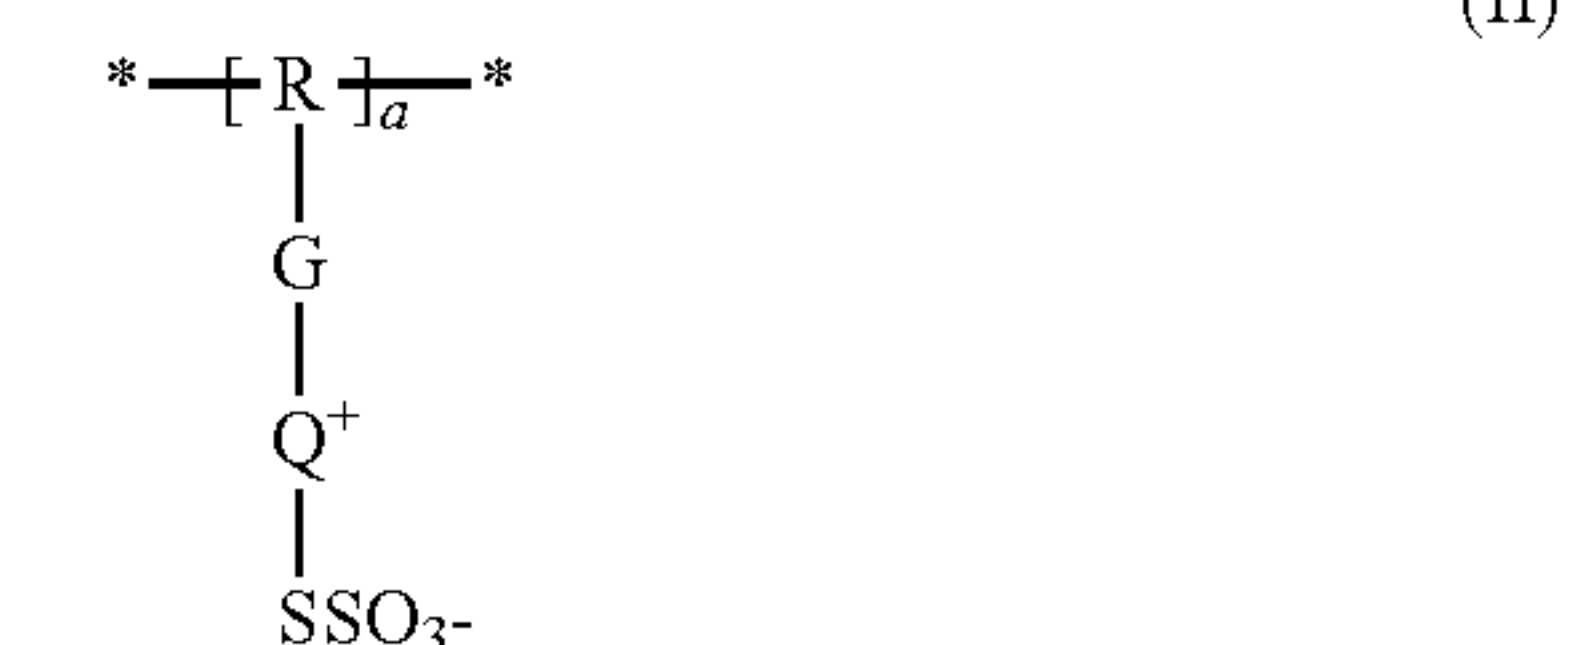 (II)
*—[R]a—*
G
Q+
SSO3-